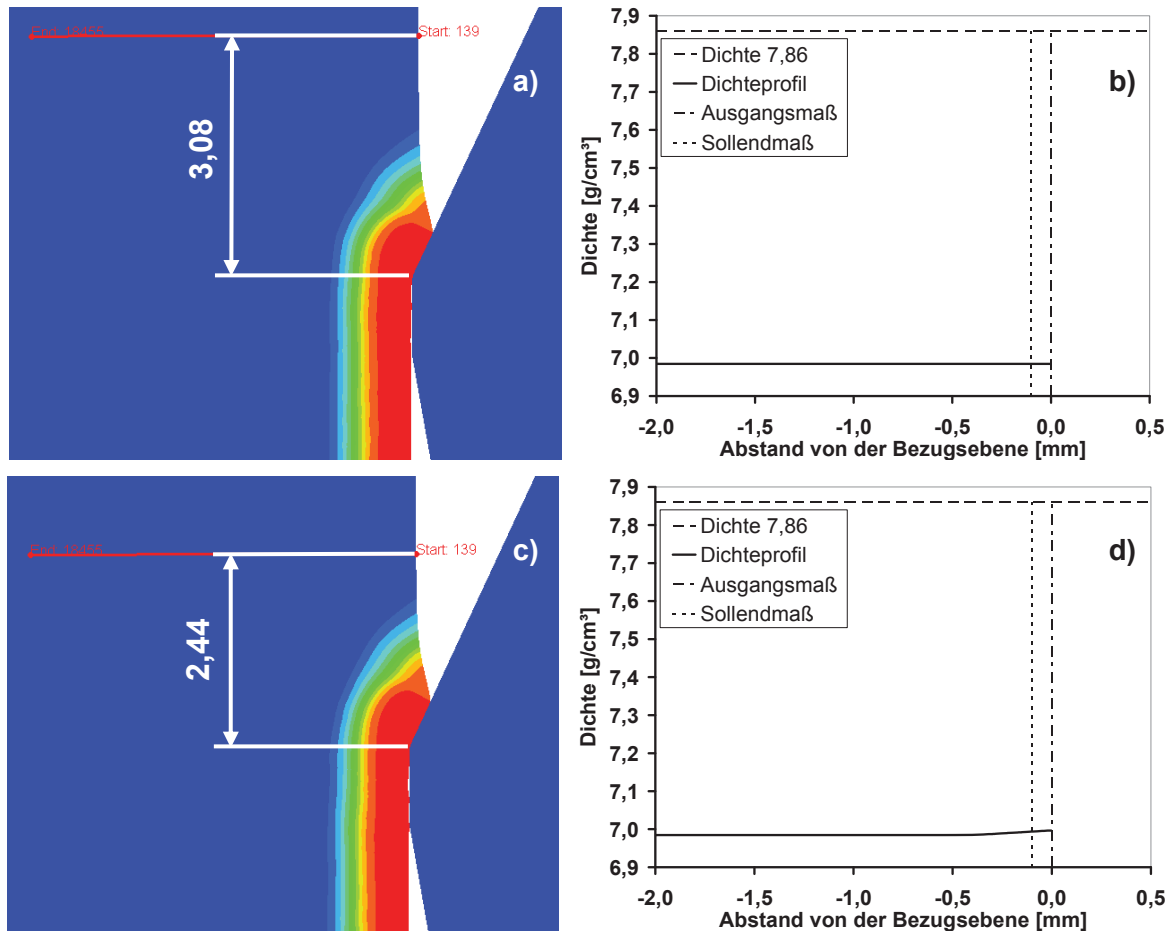 End: 18455
Start: 139
a)
3,08
b)
7,9
7,8
7,7
7,6
7,5
7,4
7,3
7,2
7,1
7,0
6,9
Dichte [g/cm³]
Dichte 7,86
Dichteprofil
Ausgangsmaß
Sollendmaß
-2,0 -1,5 -1,0 -0,5 0,0 0,5
Abstand von der Bezugsebene [mm]
End: 18455
Start: 139
c)
2,44
d)
7,9
7,8
7,7
7,6
7,5
7,4
7,3
7,2
7,1
7,0
6,9
Dichte [g/cm³]
Dichte 7,86
Dichteprofil
Ausgangsmaß
Sollendmaß
-2,0 -1,5 -1,0 -0,5 0,0 0,5
Abstand von der Bezugsebene [mm]